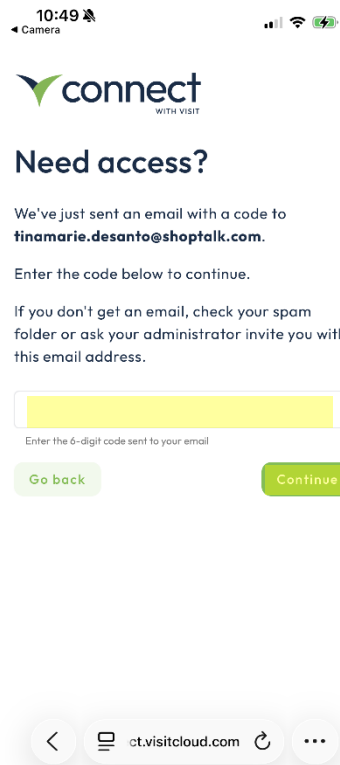 10:49
◀ Camera
connect
WITH VISIT
Need access?
We've just sent an email with a code to
tinamarie.desanto@shoptalk.com.
Enter the code below to continue.
If you don't get an email, check your spam
folder or ask your administrator invite you with
this email address.
Enter the 6-digit code sent to your email
Go back
Continue
ct.visitcloud.com